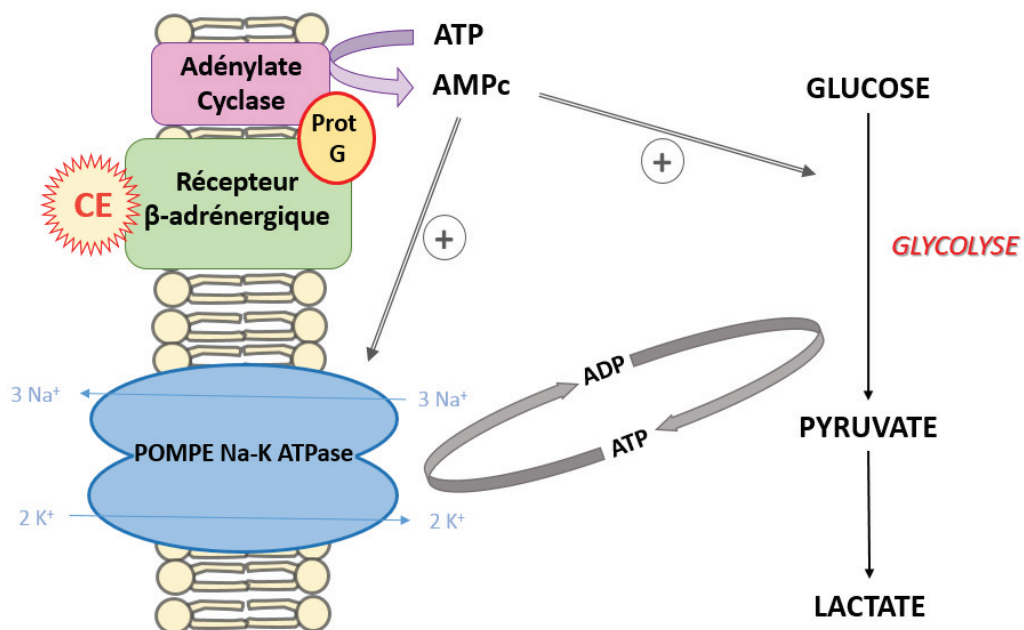 ATP
Adénylate
Cyclase
AMPc
GLUCOSE
Prot
G
+
Récepteur
β-adrénergique
CE
+
GLYCOLYSE
ADP
3 Na⁺
3 Na⁺
PYRUVATE
ATP
POMPE Na-K ATPase
2 K⁺
2 K⁺
LACTATE